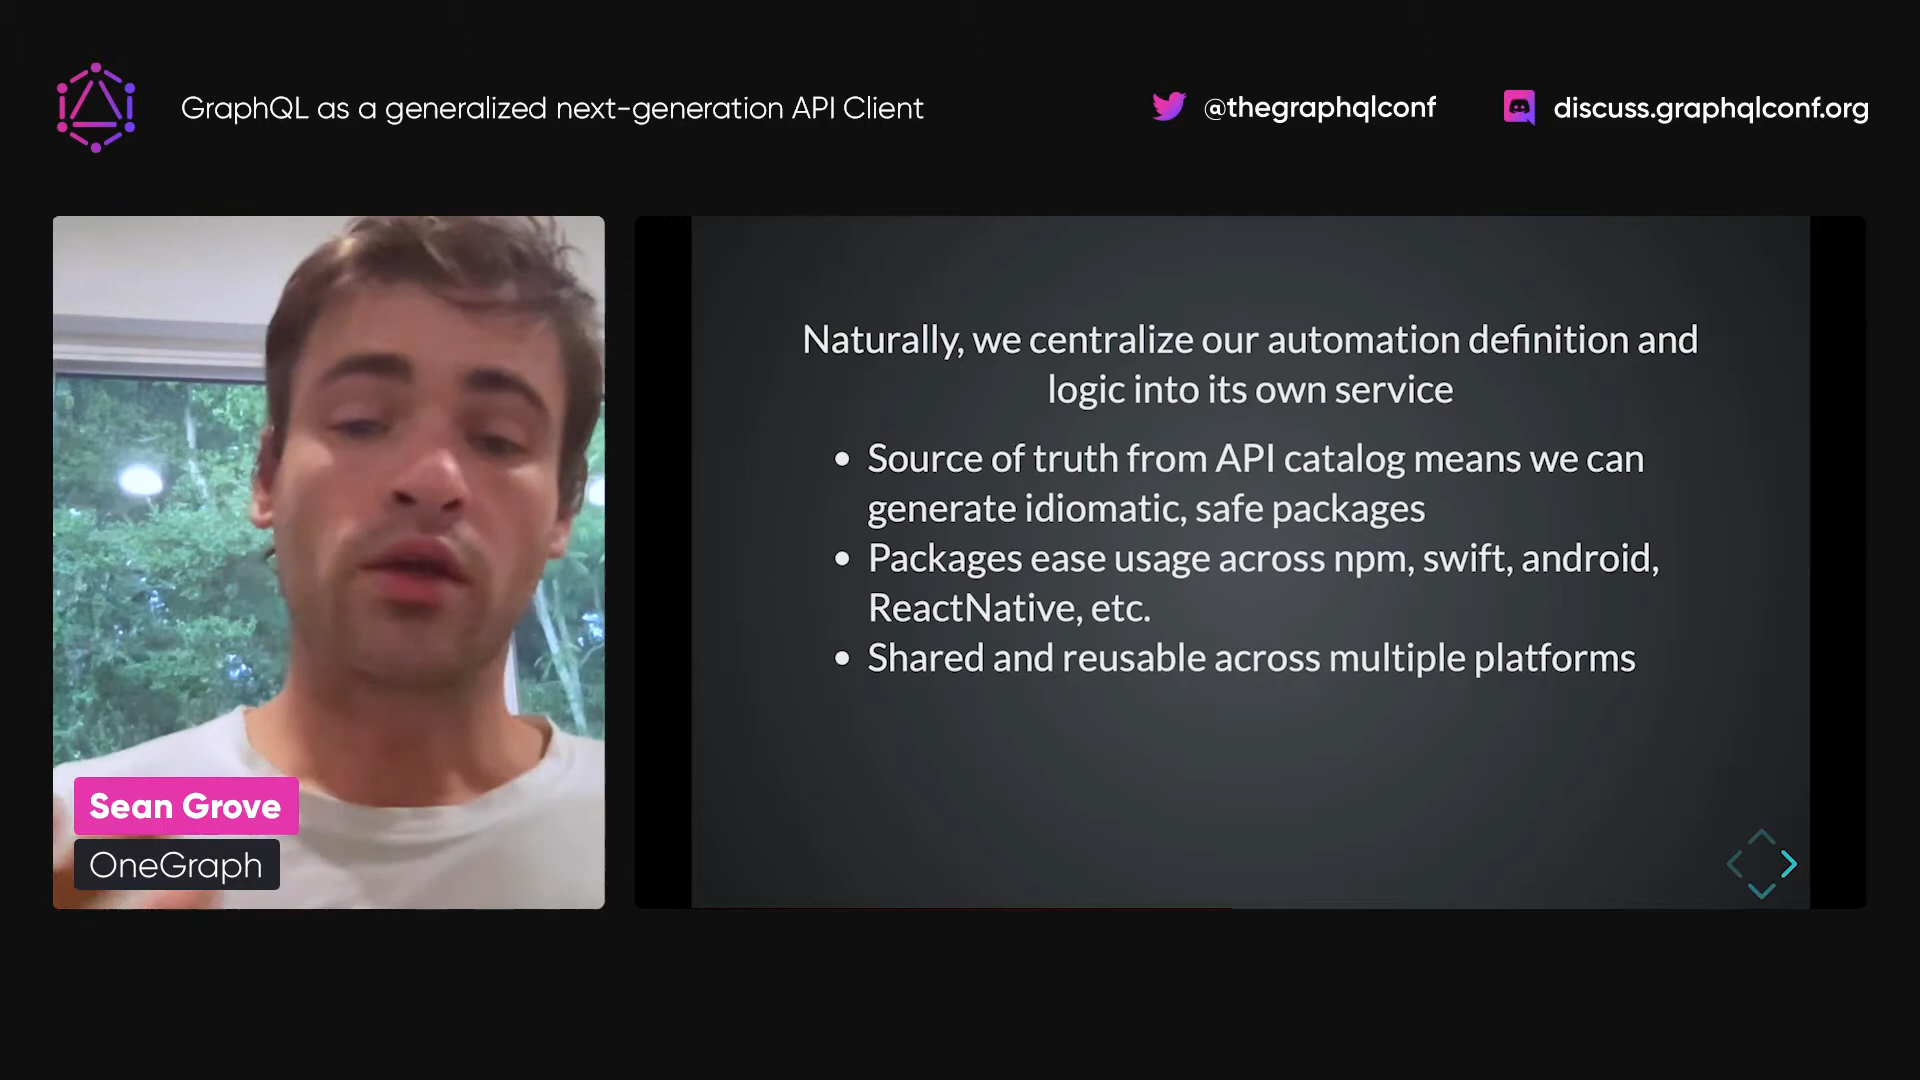 GraphQL as a generalized next-generation API Client
@thegraphqlconf
discuss.graphqlconf.org
Naturally, we centralize our automation definition and
logic into its own service
• Source of truth from API catalog means we can
generate idiomatic, safe packages
• Packages ease usage across npm, swift, android,
ReactNative, etc.
• Shared and reusable across multiple platforms
Sean Grove
OneGraph